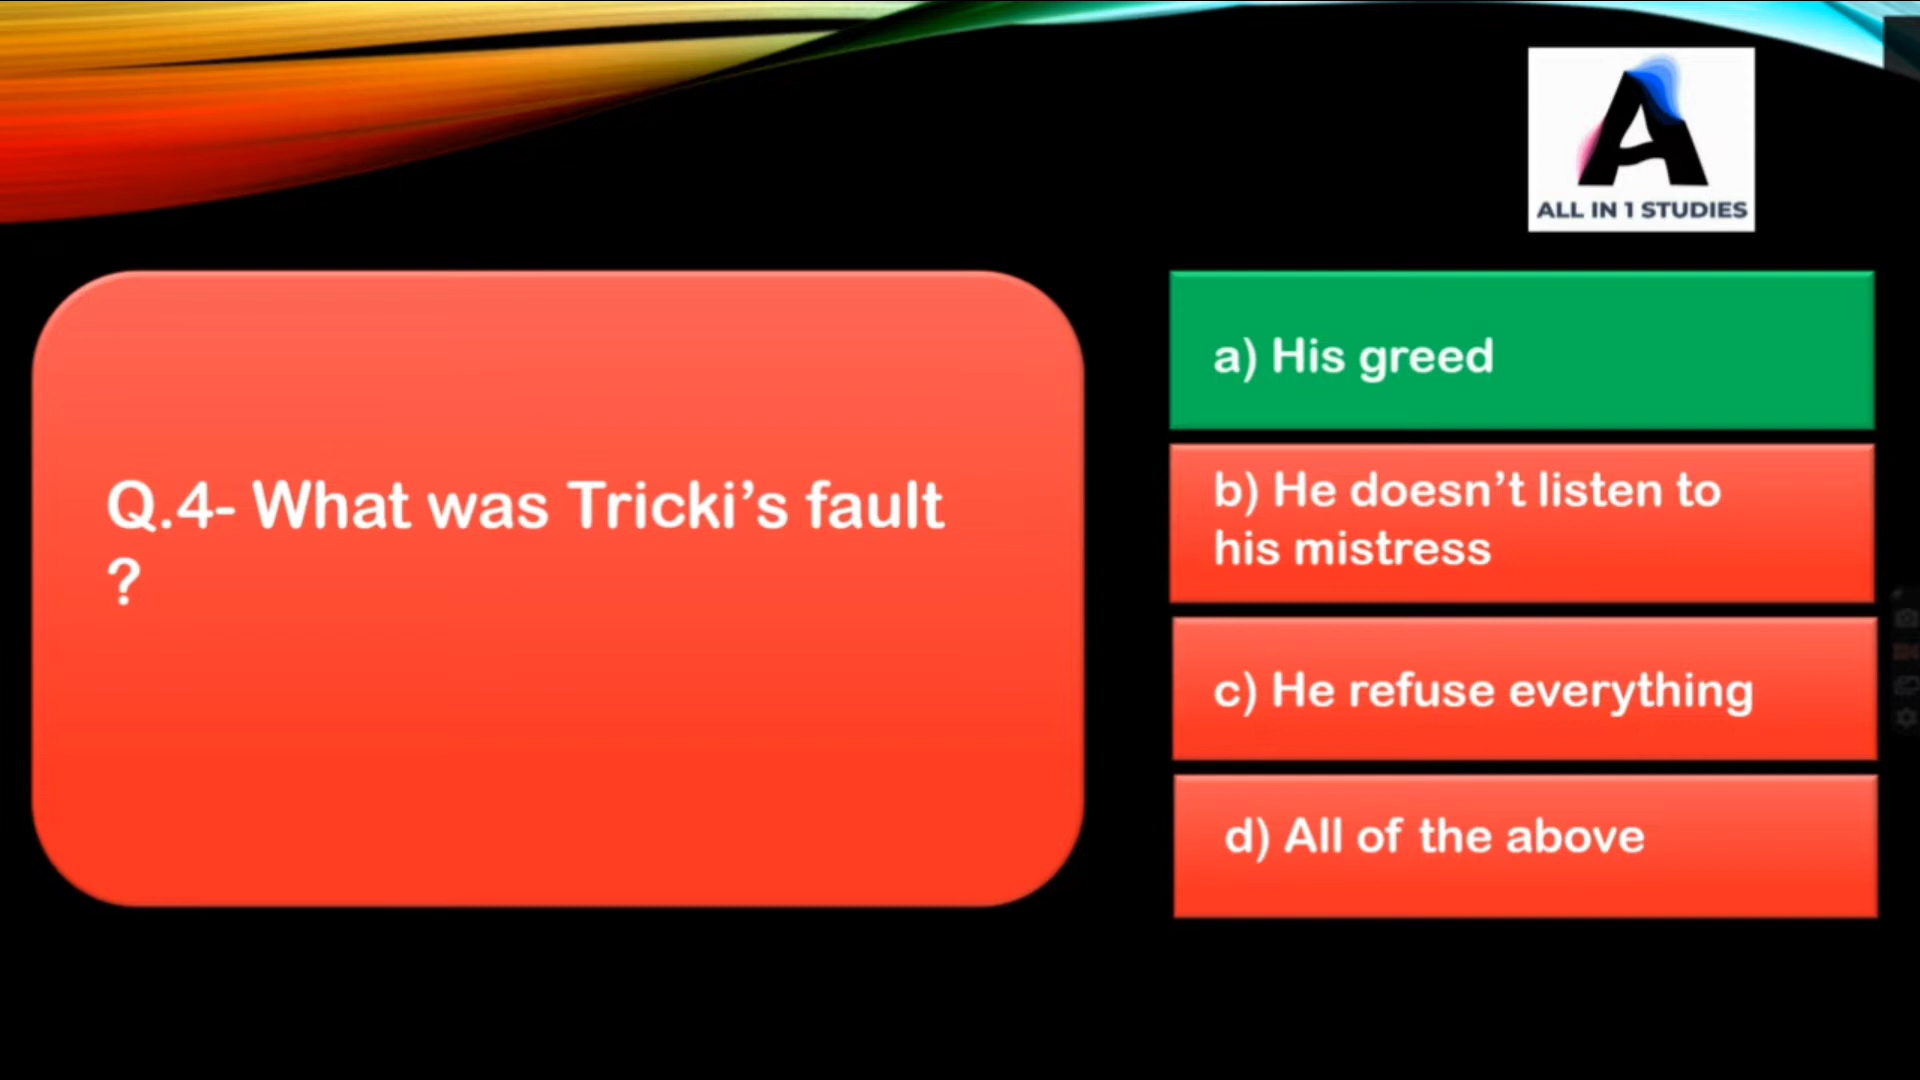 ALL IN 1 STUDIES
Q.4- What was Tricki’s fault
?
a) His greed
b) He doesn’t listen to
his mistress
c) He refuse everything
d) All of the above